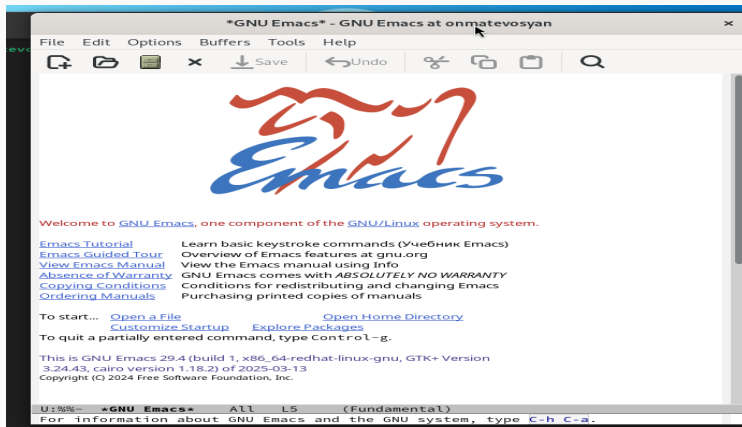 *GNU Emacs* - GNU Emacs at onmatevosyan
×
File Edit Options Buffers Tools Help
Save Undo
Emacs
Welcome to GNU Emacs, one component of the GNU/Linux operating system.
Emacs Tutorial Learn basic keystroke commands (Учебник Emacs)
Emacs Guided Tour Overview of Emacs features at gnu.org
View Emacs Manual View the Emacs manual using Info
Absence of Warranty GNU Emacs comes with ABSOLUTELY NO WARRANTY
Copying Conditions Conditions for redistributing and changing Emacs
Ordering Manuals Purchasing printed copies of manuals
To start... Open a File Open Home Directory
Customize Startup Explore Packages
To quit a partially entered command, type Control-g.
This is GNU Emacs 29.4 (build 1, x86_64-redhat-linux-gnu, GTK+ Version
3.24.43, cairo version 1.18.2) of 2025-03-13
Copyright (C) 2024 Free Software Foundation, Inc.
U:%%- *GNU Emacs* All L5 (Fundamental)
For information about GNU Emacs and the GNU system, type C-h C-a.